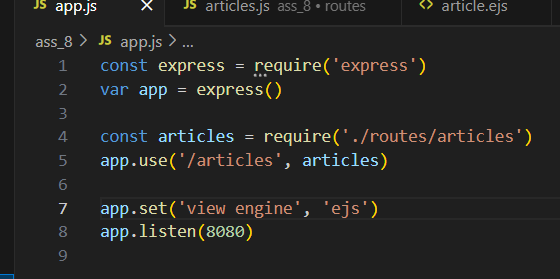 JS app.js × JS articles.js ass_8 • routes <> article.ejs
ass_8 > JS app.js > ...
1 const express = require('express')
2 var app = express()
3
4 const articles = require('./routes/articles')
5 app.use('/articles', articles)
6
7 app.set('view engine', 'ejs')
8 app.listen(8080)
9